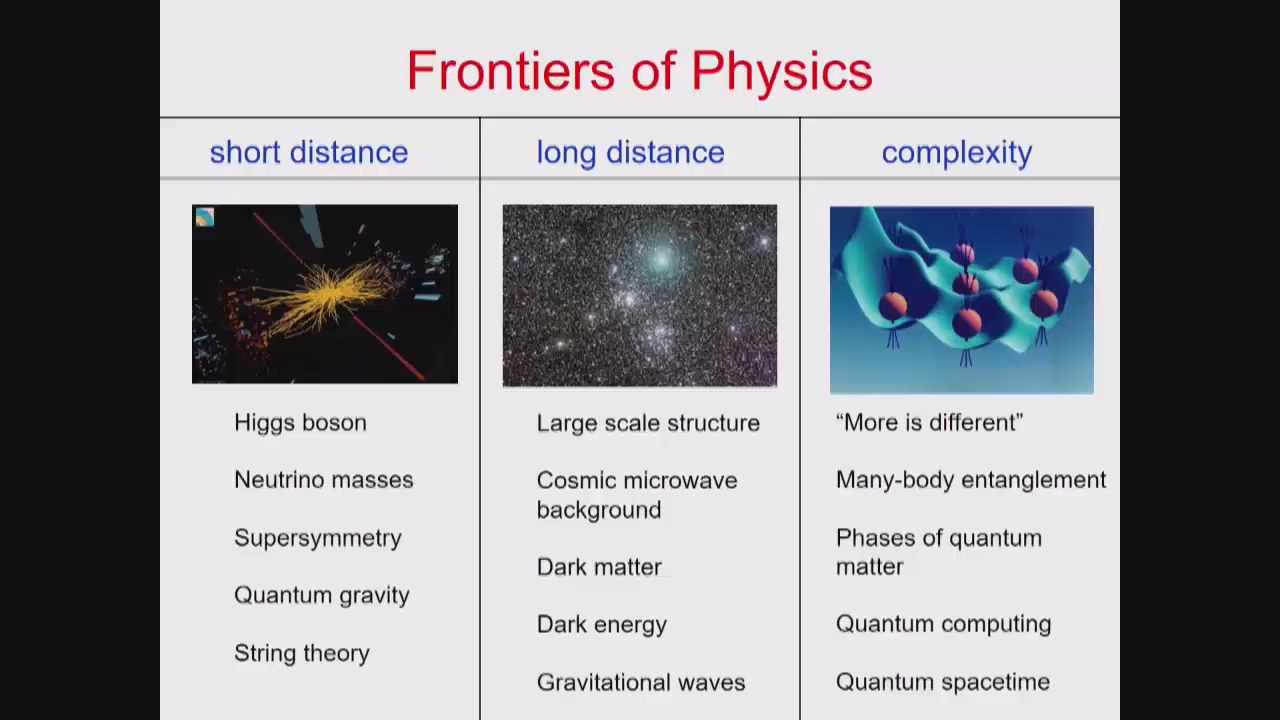 Frontiers of Physics
short distance
long distance
complexity
Higgs boson
Neutrino masses
Supersymmetry
Quantum gravity
String theory
Large scale structure
Cosmic microwave
background
Dark matter
Dark energy
Gravitational waves
“More is different”
Many-body entanglement
Phases of quantum
matter
Quantum computing
Quantum spacetime